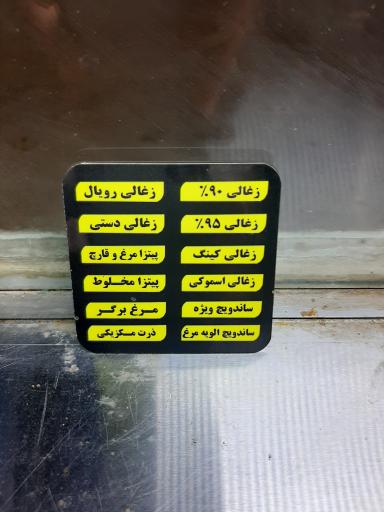 زغالی ۹۰٪
زغالی رویال
زغالی ۹۵٪
زغالی دستی
زغالی کینگ
پیتزا مرغ و قارچ
زغالی اسموکی
پیتزا مخلوط
ساندویچ ویژه
مرغ برگر
ساندویچ الویه مرغ
ذرت مکزیکی